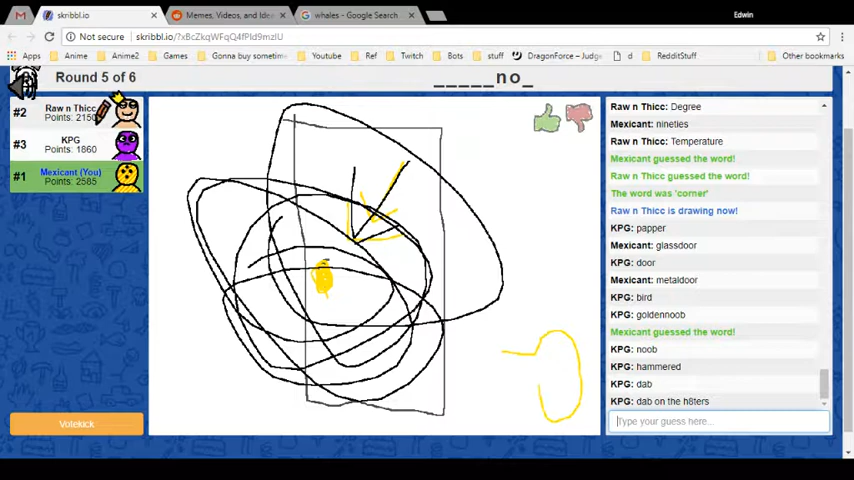 Edwin
skribbl.io
Memes, Videos, and Idea
whales - Google Search
Not secure | skribbl.io/?xBcZkqWFqQ4fPld9mzIU
Apps Anime Anime2 Games Gonna buy sometime Youtube Ref Twitch Bots stuff DragonForce – Judge d RedditStuff Other bookmarks
Round 5 of 6
_____no_
#2 Raw n Thicc
Points: 2150
#3 KPG
Points: 1860
#1 Mexicant (You)
Points: 2585
Votekick
Raw n Thicc: Degree
Mexicant: nineties
Raw n Thicc: Temperature
Mexicant guessed the word!
Raw n Thicc guessed the word!
The word was 'corner'
Raw n Thicc is drawing now!
KPG: papper
Mexicant: glassdoor
KPG: door
Mexicant: metaldoor
KPG: bird
KPG: goldennoob
Mexicant guessed the word!
KPG: noob
KPG: hammered
KPG: dab
KPG: dab on the h8ters
Type your guess here...